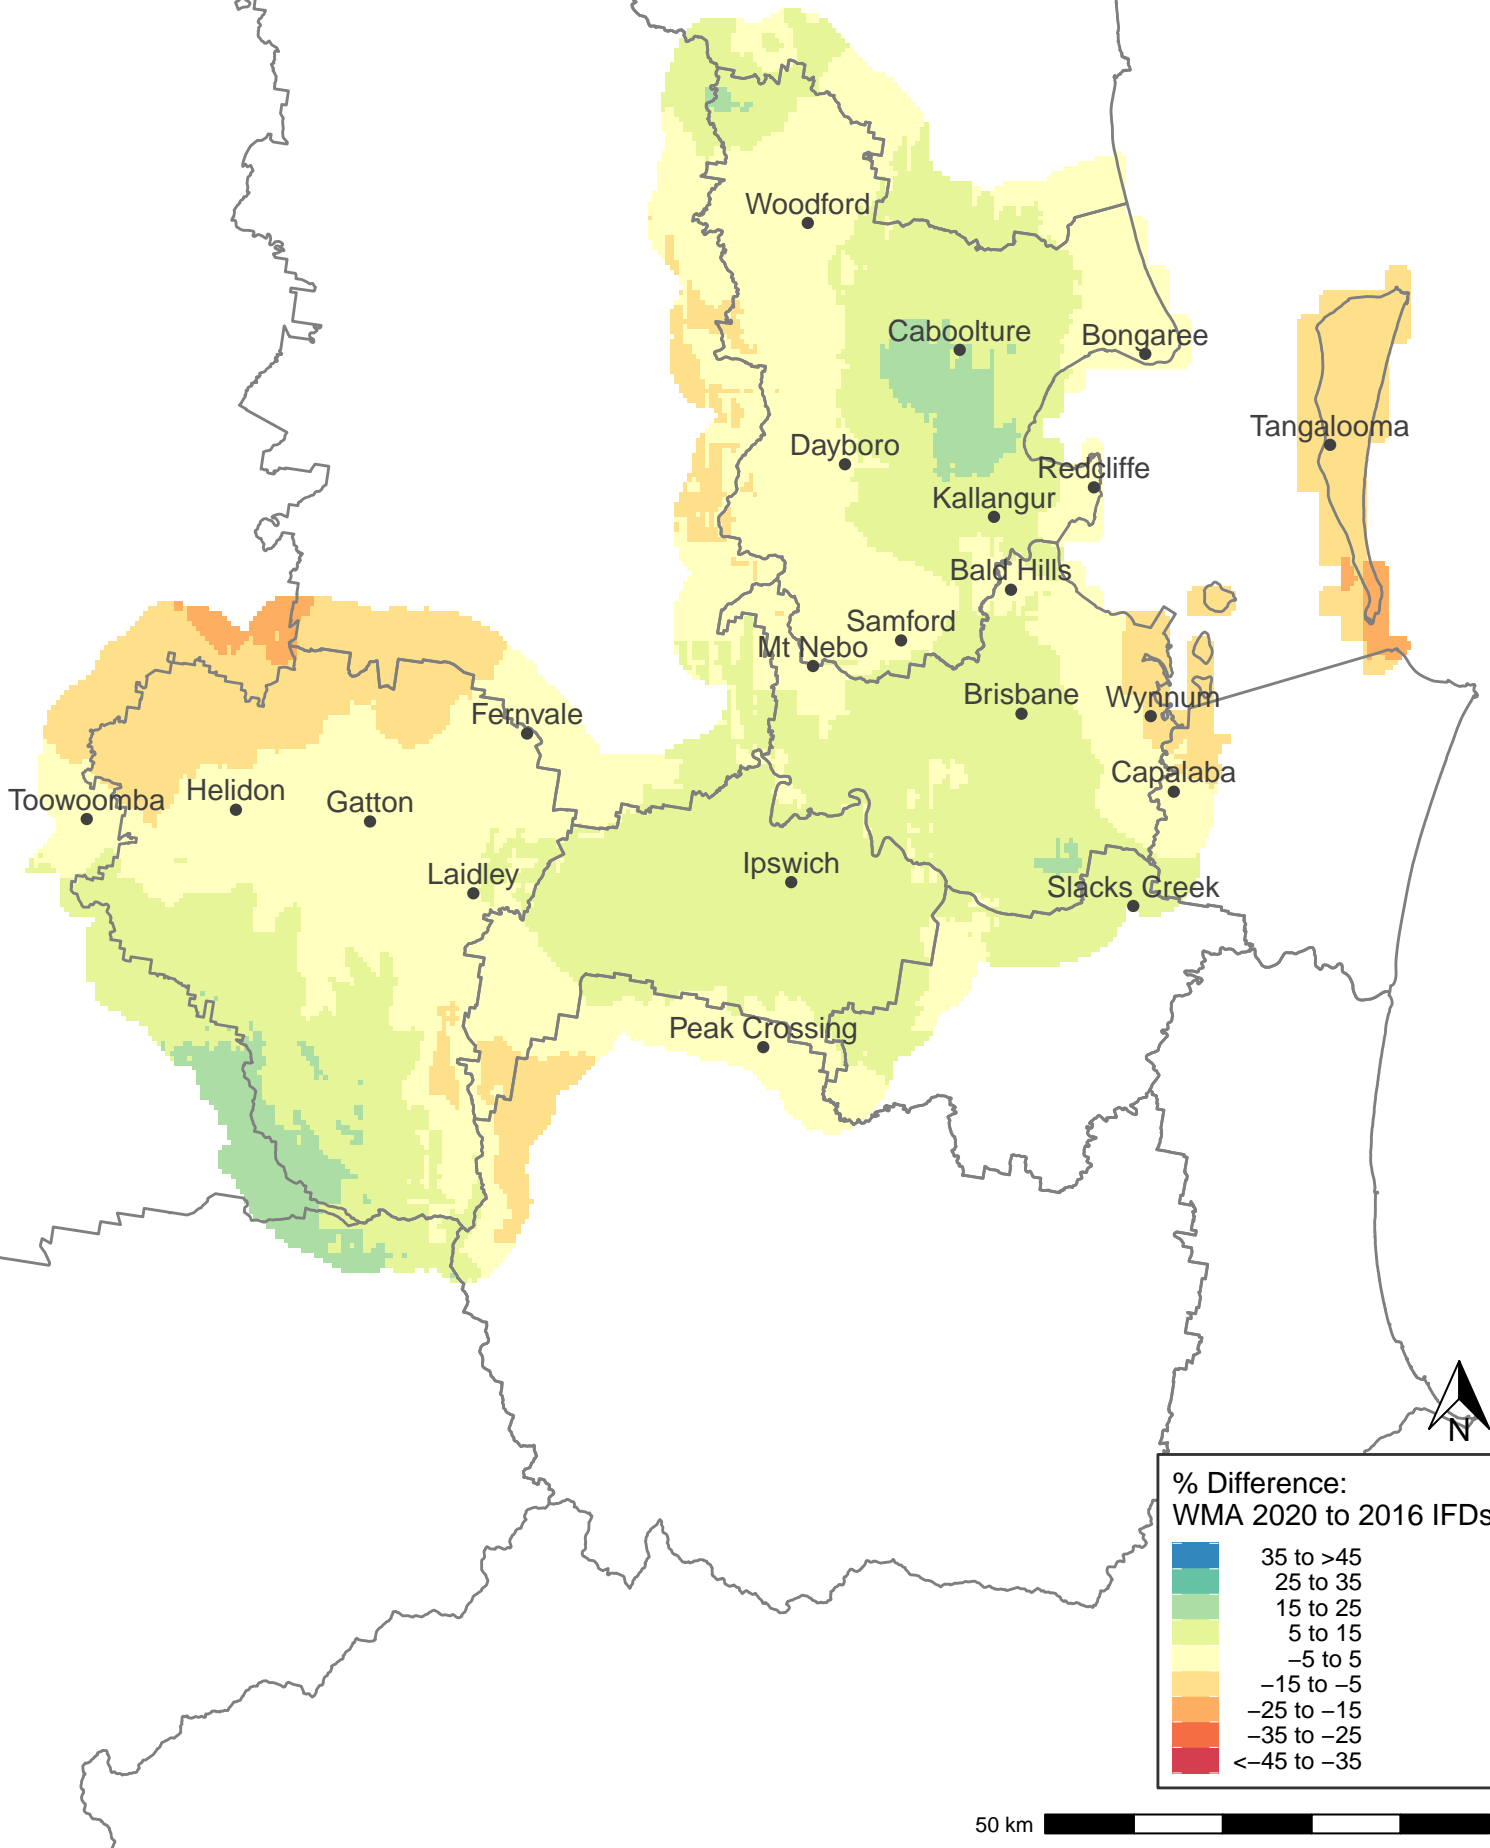 Woodford
Caboolture
Bongaree
Tangalooma
Dayboro
Redcliffe
Kallangur
Bald Hills
Samford
Mt Nebo
Brisbane
Wynnum
Fernvale
Capalaba
Toowoomba
Helidon
Gatton
Ipswich
Laidley
Slacks Creek
Peak Crossing
N
% Difference:
WMA 2020 to 2016 IFDs
35 to >45
25 to 35
15 to 25
5 to 15
−5 to 5
−15 to −5
−25 to −15
−35 to −25
<−45 to −35
50 km